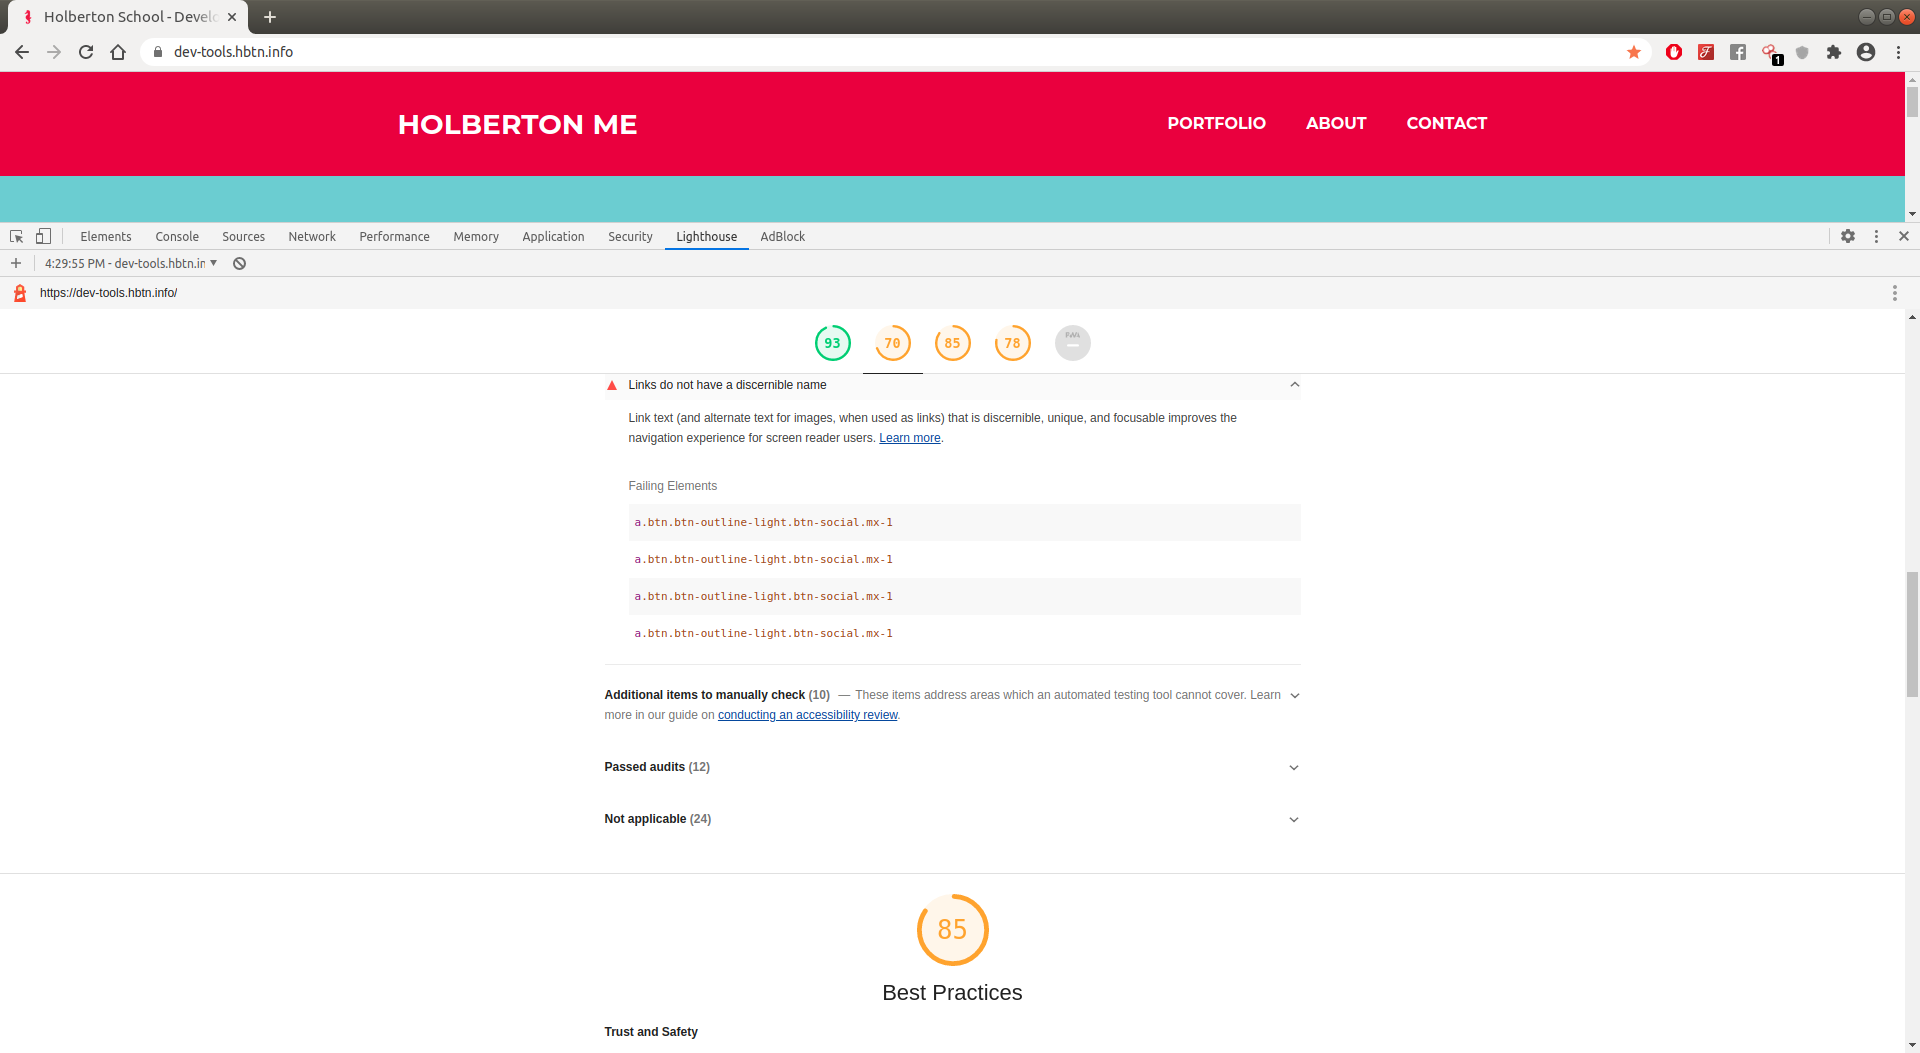 Holberton School - Develo
dev-tools.hbtn.info
1
HOLBERTON ME
PORTFOLIO ABOUT CONTACT
Elements Console Sources Network Performance Memory Application Security Lighthouse AdBlock
4:29:55 PM - dev-tools.hbtn.in
https://dev-tools.hbtn.info/
93 70 85 78 PWA
Links do not have a discernible name
Link text (and alternate text for images, when used as links) that is discernible, unique, and focusable improves the
navigation experience for screen reader users. Learn more.
Failing Elements
a.btn.btn-outline-light.btn-social.mx-1
a.btn.btn-outline-light.btn-social.mx-1
a.btn.btn-outline-light.btn-social.mx-1
a.btn.btn-outline-light.btn-social.mx-1
Additional items to manually check (10) — These items address areas which an automated testing tool cannot cover. Learn
more in our guide on conducting an accessibility review.
Passed audits (12)
Not applicable (24)
85
Best Practices
Trust and Safety